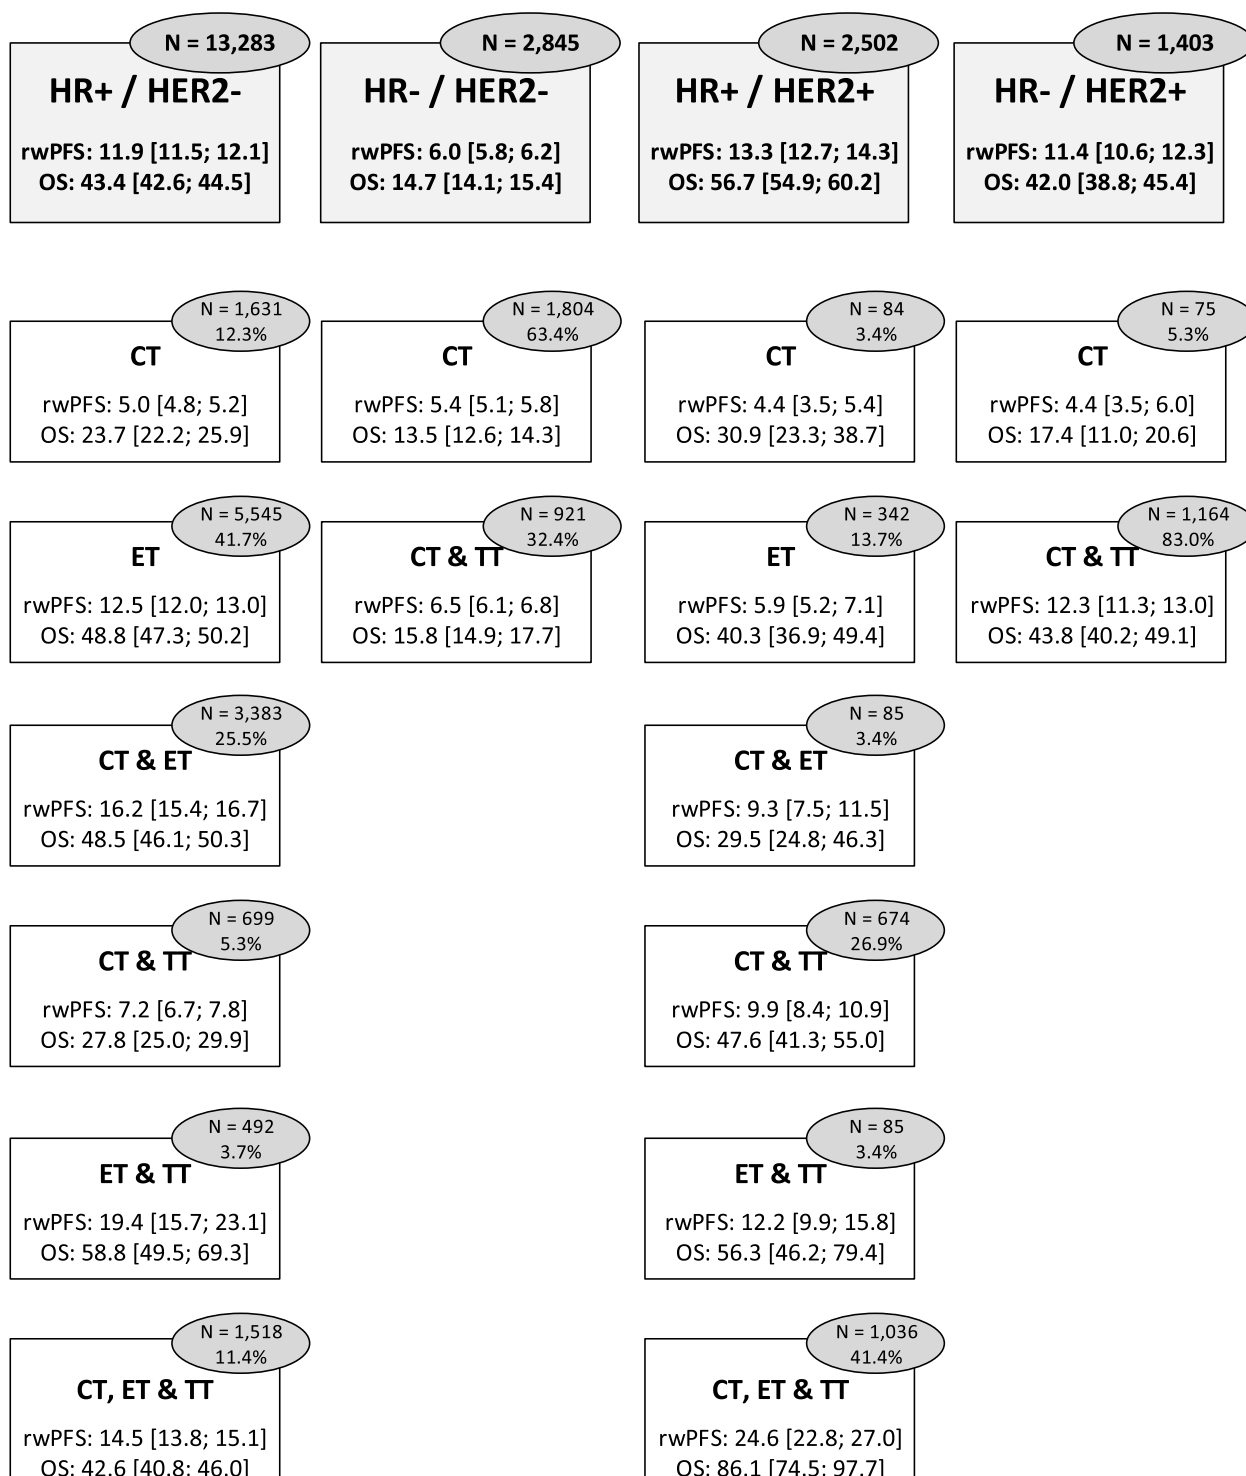 N = 13,283
HR+ / HER2-
rwPFS: 11.9 [11.5; 12.1]
OS: 43.4 [42.6; 44.5]
N = 2,845
HR- / HER2-
rwPFS: 6.0 [5.8; 6.2]
OS: 14.7 [14.1; 15.4]
N = 2,502
HR+ / HER2+
rwPFS: 13.3 [12.7; 14.3]
OS: 56.7 [54.9; 60.2]
N = 1,403
HR- / HER2+
rwPFS: 11.4 [10.6; 12.3]
OS: 42.0 [38.8; 45.4]
N = 1,631
12.3%
CT
rwPFS: 5.0 [4.8; 5.2]
OS: 23.7 [22.2; 25.9]
N = 1,804
63.4%
CT
rwPFS: 5.4 [5.1; 5.8]
OS: 13.5 [12.6; 14.3]
N = 84
3.4%
CT
rwPFS: 4.4 [3.5; 5.4]
OS: 30.9 [23.3; 38.7]
N = 75
5.3%
CT
rwPFS: 4.4 [3.5; 6.0]
OS: 17.4 [11.0; 20.6]
N = 5,545
41.7%
ET
rwPFS: 12.5 [12.0; 13.0]
OS: 48.8 [47.3; 50.2]
N = 921
32.4%
CT & TT
rwPFS: 6.5 [6.1; 6.8]
OS: 15.8 [14.9; 17.7]
N = 342
13.7%
ET
rwPFS: 5.9 [5.2; 7.1]
OS: 40.3 [36.9; 49.4]
N = 1,164
83.0%
CT & TT
rwPFS: 12.3 [11.3; 13.0]
OS: 43.8 [40.2; 49.1]
N = 3,383
25.5%
CT & ET
rwPFS: 16.2 [15.4; 16.7]
OS: 48.5 [46.1; 50.3]
N = 85
3.4%
CT & ET
rwPFS: 9.3 [7.5; 11.5]
OS: 29.5 [24.8; 46.3]
N = 699
5.3%
CT & TT
rwPFS: 7.2 [6.7; 7.8]
OS: 27.8 [25.0; 29.9]
N = 674
26.9%
CT & TT
rwPFS: 9.9 [8.4; 10.9]
OS: 47.6 [41.3; 55.0]
N = 492
3.7%
ET & TT
rwPFS: 19.4 [15.7; 23.1]
OS: 58.8 [49.5; 69.3]
N = 85
3.4%
ET & TT
rwPFS: 12.2 [9.9; 15.8]
OS: 56.3 [46.2; 79.4]
N = 1,518
11.4%
CT, ET & TT
rwPFS: 14.5 [13.8; 15.1]
OS: 42.6 [40.8; 46.0]
N = 1,036
41.4%
CT, ET & TT
rwPFS: 24.6 [22.8; 27.0]
OS: 86.1 [74.5; 97.7]